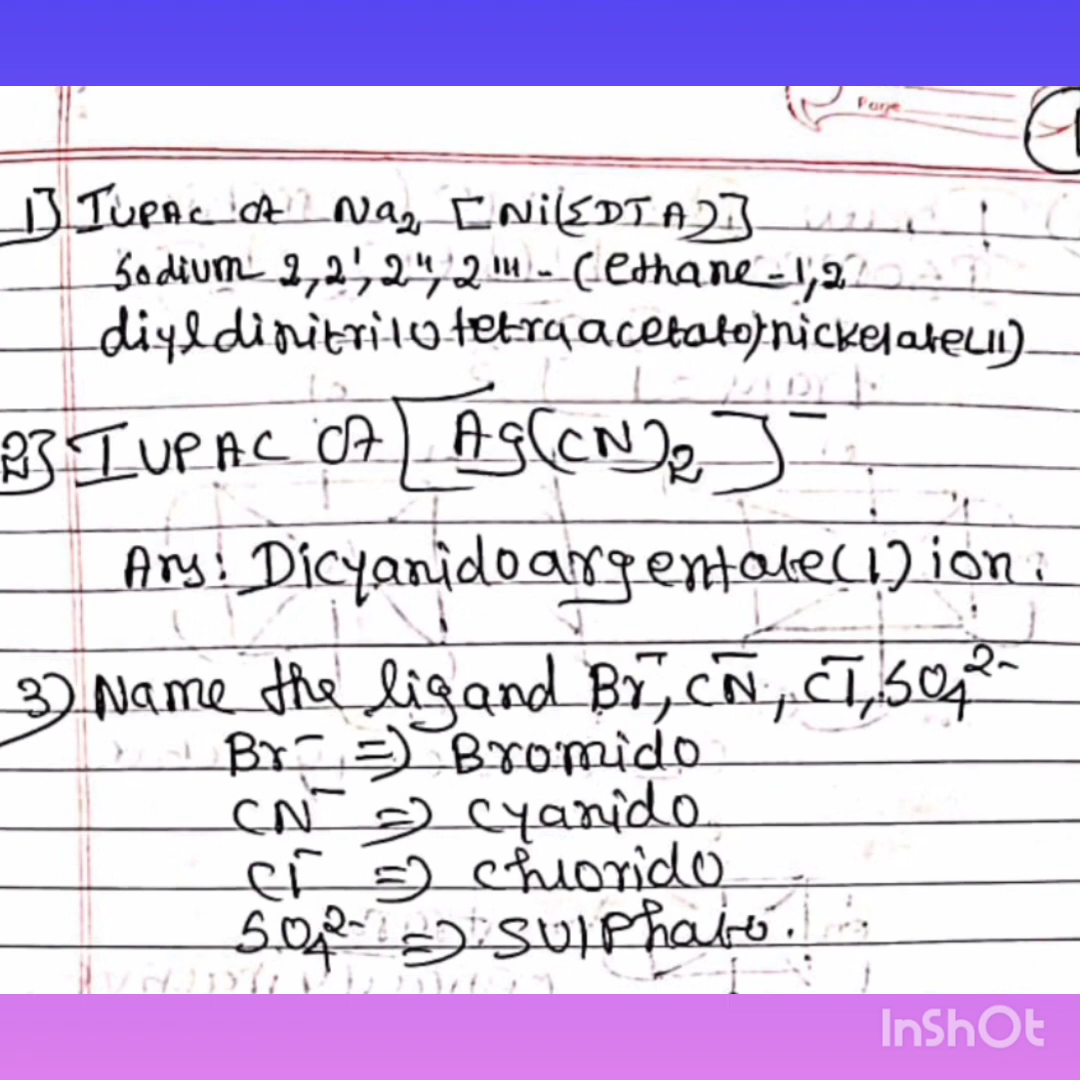 Page
1] IUPAC of Na₂ [Ni(EDTA)]
Sodium 2,2',2",2"'-(ethane-1,2
diyldinitrilotetraacetato)nickelate(II)
2] IUPAC of [Ag(CN)₂]⁻
Ans: Dicyanidoargentate(I) ion.
3) Name the ligand Br⁻, CN⁻, Cl⁻, SO₄²⁻
Br⁻ => Bromido
CN⁻ => cyanido
Cl⁻ => chlorido
SO₄²⁻ => Sulphato.
InShOt